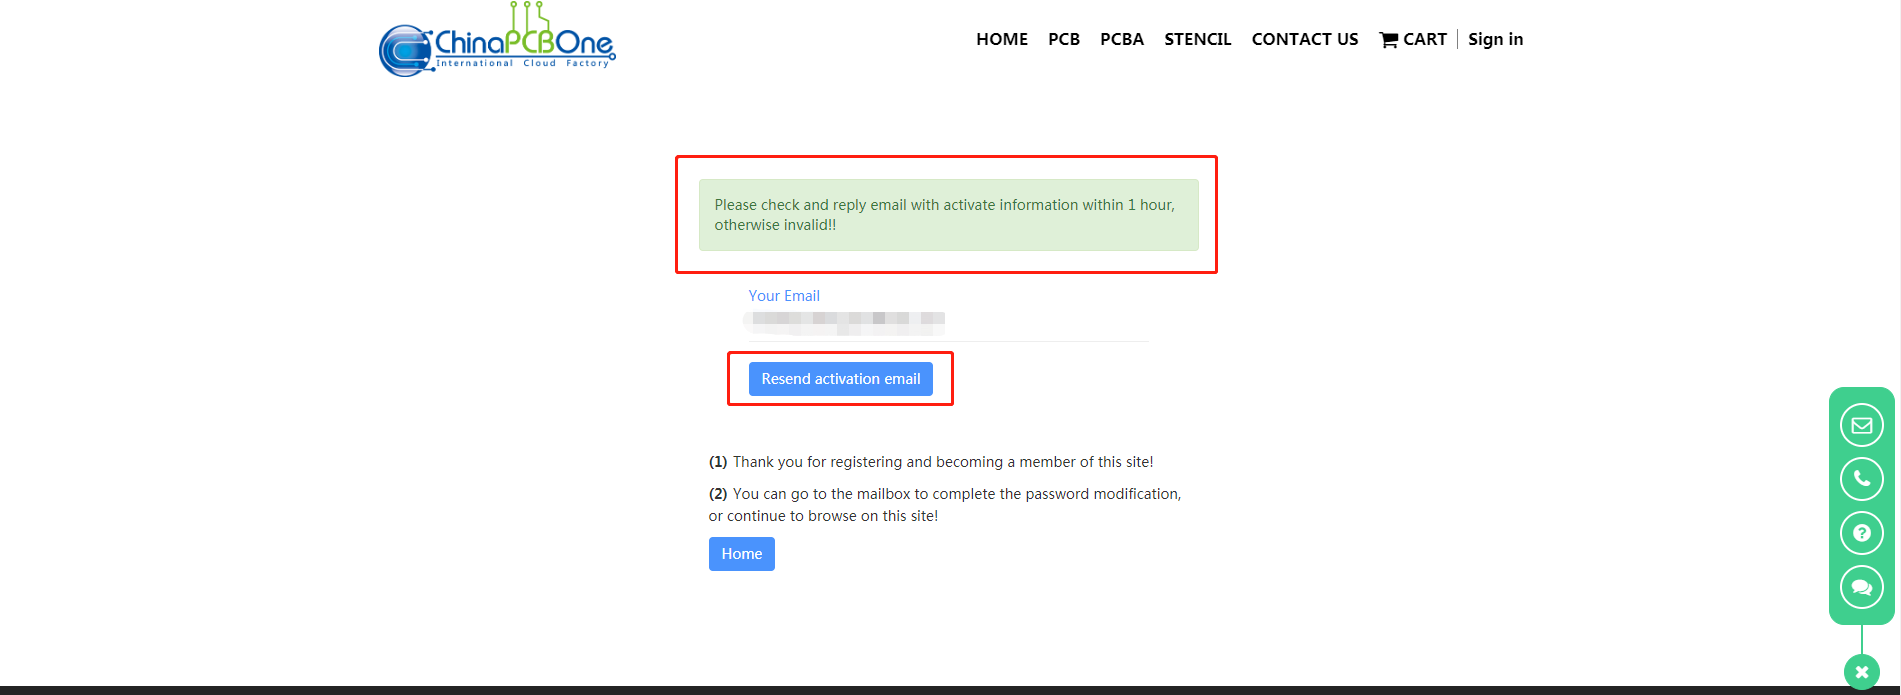 ChinaPCBOne
International Cloud Factory
HOME PCB PCBA STENCIL CONTACT US CART Sign in
Please check and reply email with activate information within 1 hour,
otherwise invalid!!
Your Email
Resend activation email
(1) Thank you for registering and becoming a member of this site!
(2) You can go to the mailbox to complete the password modification,
or continue to browse on this site!
Home